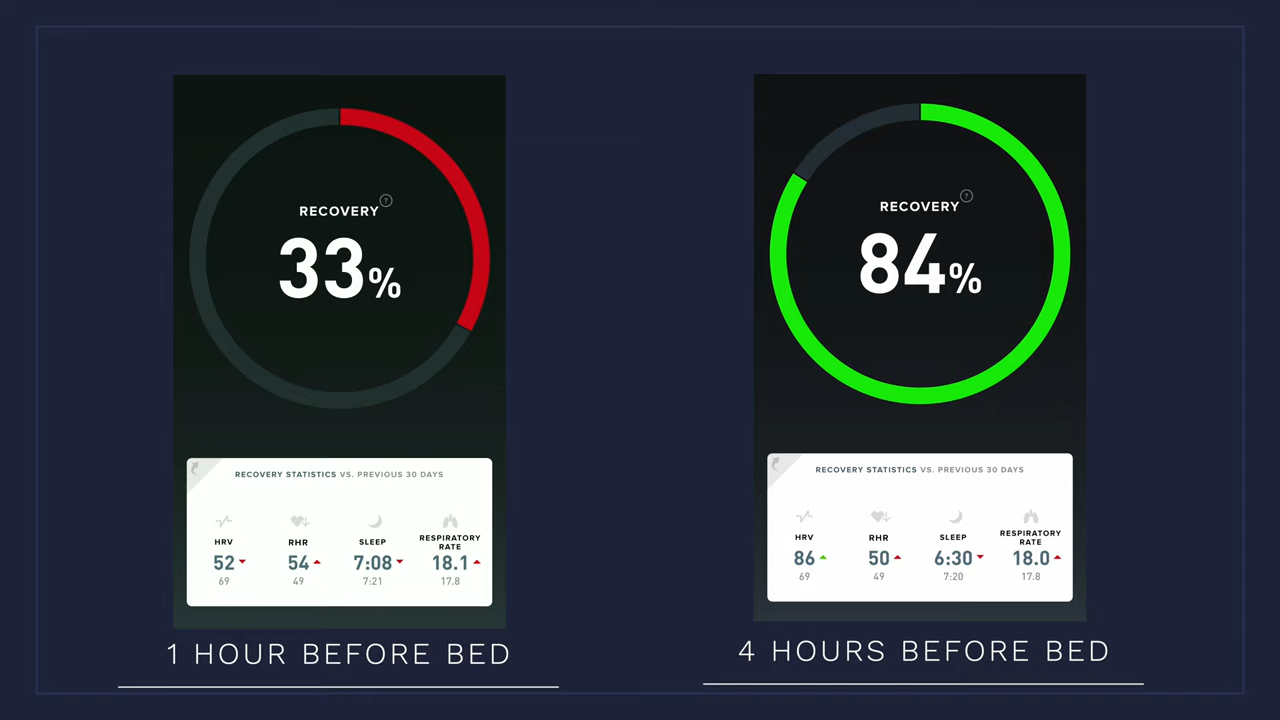 RECOVERY ?
33%
RECOVERY STATISTICS VS. PREVIOUS 30 DAYS
HRV RHR SLEEP RESPIRATORY RATE
52 54 7:08 18.1
69 49 7:21 17.8
1 HOUR BEFORE BED
RECOVERY ?
84%
RECOVERY STATISTICS VS. PREVIOUS 30 DAYS
HRV RHR SLEEP RESPIRATORY RATE
86 50 6:30 18.0
69 49 7:20 17.8
4 HOURS BEFORE BED